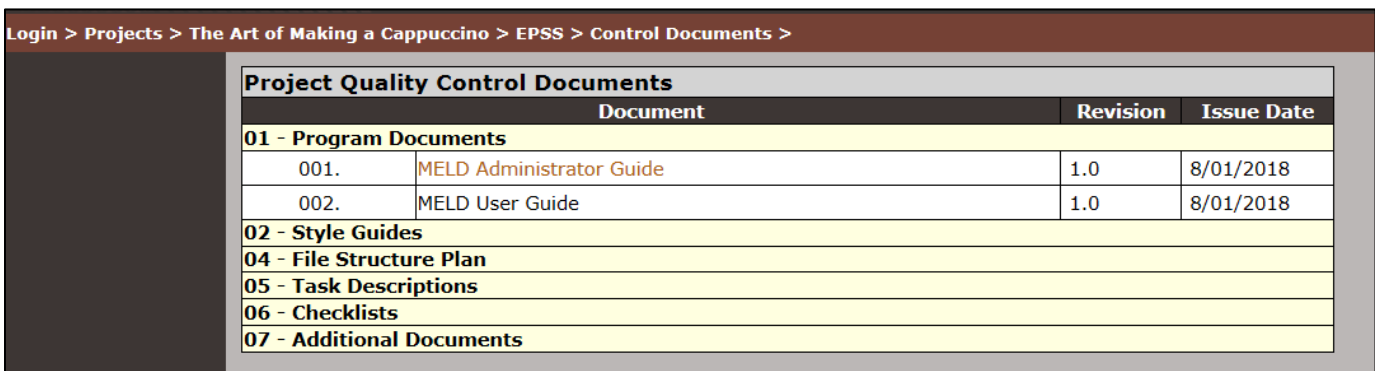 Login > Projects > The Art of Making a Cappuccino > EPSS > Control Documents >
Project Quality Control Documents
Document Revision Issue Date
01 - Program Documents
001. MELD Administrator Guide 1.0 8/01/2018
002. MELD User Guide 1.0 8/01/2018
02 - Style Guides
04 - File Structure Plan
05 - Task Descriptions
06 - Checklists
07 - Additional Documents